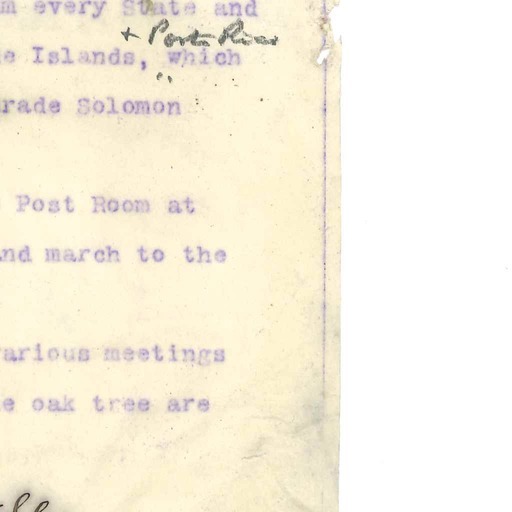 m every State and
+ Porto Rico
e Islands, which
rade Solomon
Post Room at
nd march to the
various meetings
e oak tree are